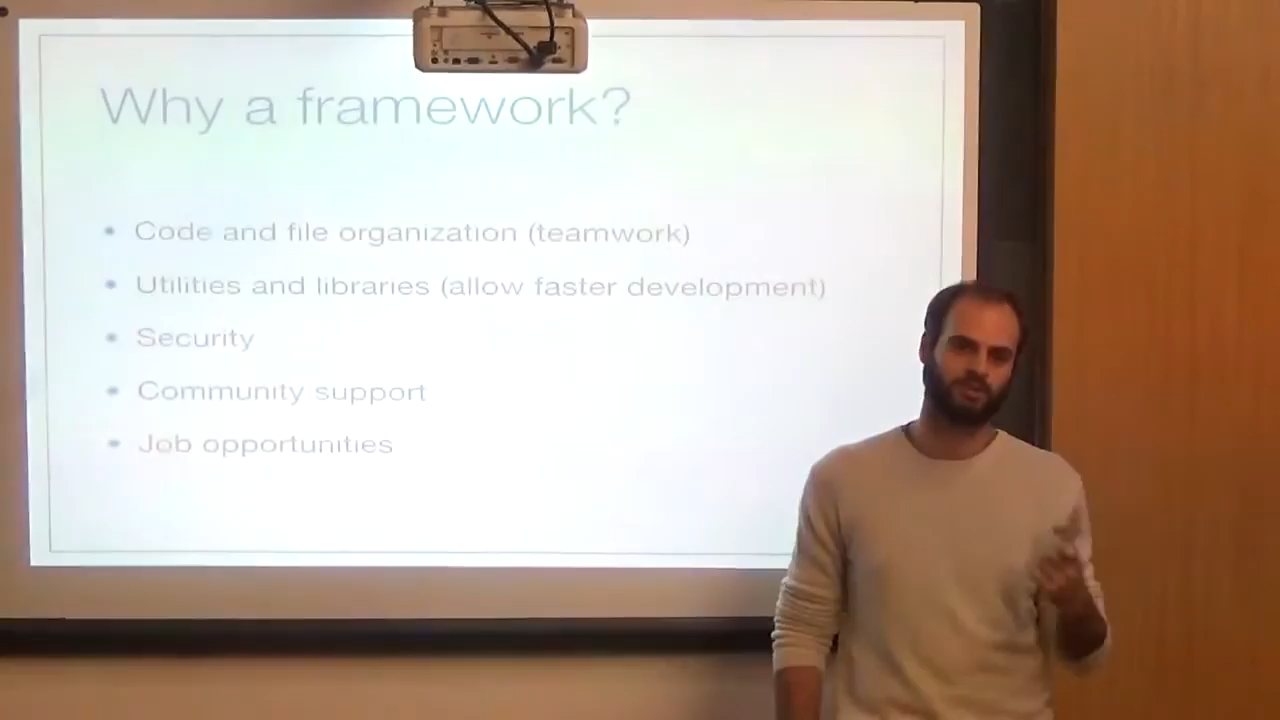 Why a framework?
Code and file organization (teamwork)
Utilities and libraries (allow faster development)
Security
Community support
Job opportunities